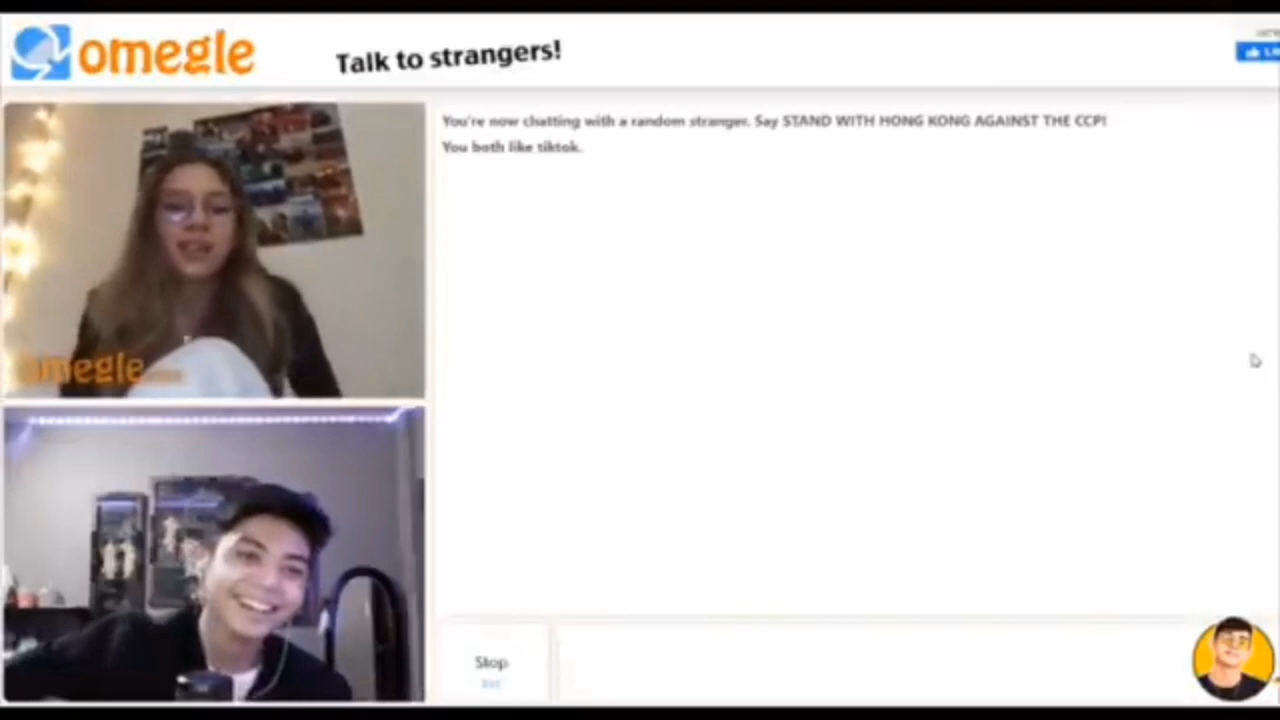 omegle
Talk to strangers!
You're now chatting with a random stranger. Say STAND WITH HONG KONG AGAINST THE CCP!
You both like tiktok.
omegle
Stop
Esc